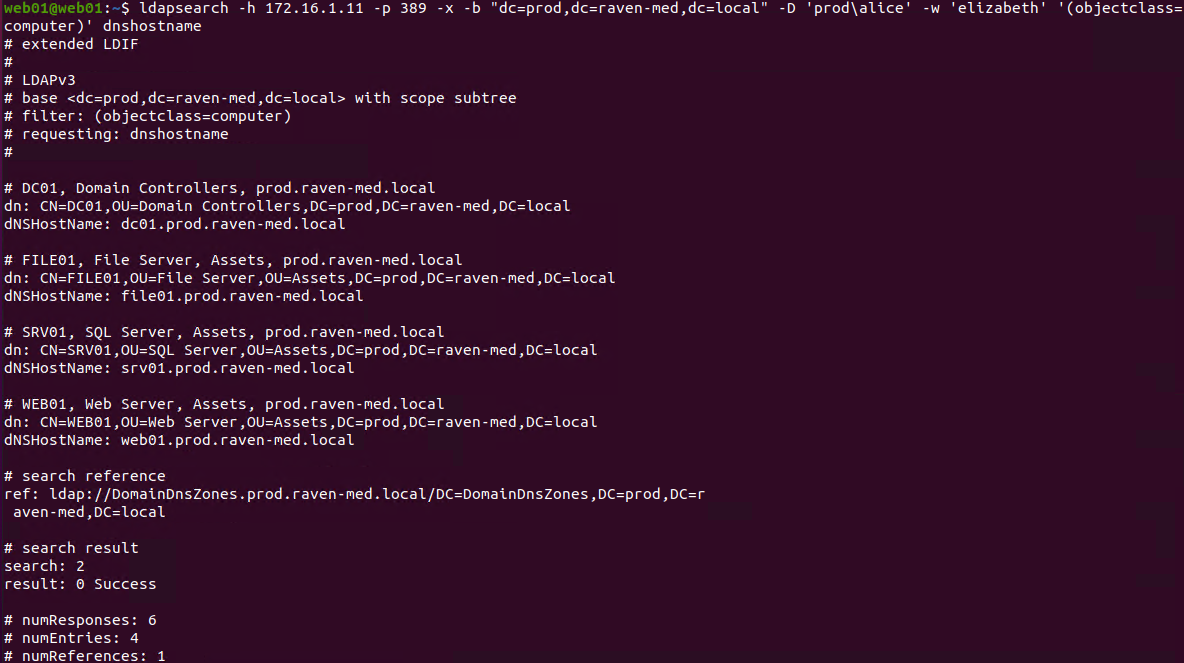 web01@web01:~$ ldapsearch -h 172.16.1.11 -p 389 -x -b "dc=prod,dc=raven-med,dc=local" -D 'prod\alice' -w 'elizabeth' '(objectclass=
computer)' dnshostname
# extended LDIF
#
# LDAPv3
# base <dc=prod,dc=raven-med,dc=local> with scope subtree
# filter: (objectclass=computer)
# requesting: dnshostname
#

# DC01, Domain Controllers, prod.raven-med.local
dn: CN=DC01,OU=Domain Controllers,DC=prod,DC=raven-med,DC=local
dNSHostName: dc01.prod.raven-med.local

# FILE01, File Server, Assets, prod.raven-med.local
dn: CN=FILE01,OU=File Server,OU=Assets,DC=prod,DC=raven-med,DC=local
dNSHostName: file01.prod.raven-med.local

# SRV01, SQL Server, Assets, prod.raven-med.local
dn: CN=SRV01,OU=SQL Server,OU=Assets,DC=prod,DC=raven-med,DC=local
dNSHostName: srv01.prod.raven-med.local

# WEB01, Web Server, Assets, prod.raven-med.local
dn: CN=WEB01,OU=Web Server,OU=Assets,DC=prod,DC=raven-med,DC=local
dNSHostName: web01.prod.raven-med.local

# search reference
ref: ldap://DomainDnsZones.prod.raven-med.local/DC=DomainDnsZones,DC=prod,DC=r
 aven-med,DC=local

# search result
search: 2
result: 0 Success

# numResponses: 6
# numEntries: 4
# numReferences: 1